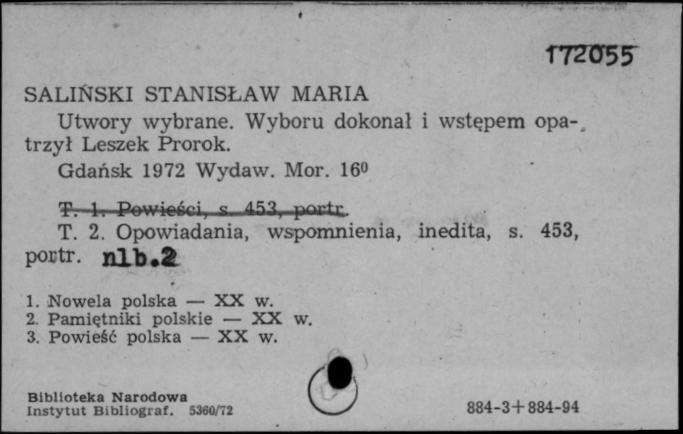 172055
SALIŃSKI STANISŁAW MARIA
Utwory wybrane. Wyboru dokonał i wstępem opa-
trzył Leszek Prorok.
Gdańsk 1972 Wydaw. Mor. 16⁰
T. 1. Powieści, s. 453, portr.
T. 2. Opowiadania, wspomnienia, inedita, s. 453,
portr. nlb.2
1. Nowela polska — XX w.
2. Pamiętniki polskie — XX w.
3. Powieść polska — XX w.
Biblioteka Narodowa
Instytut Bibliograf. 5360/72
884-3+884-94